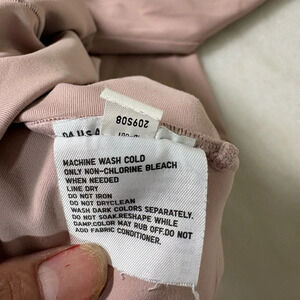 209S08
MACHINE WASH COLD
ONLY NON-CHLORINE BLEACH
WHEN NEEDED
LINE DRY
DO NOT IRON
DO NOT DRYCLEAN
WASH DARK COLORS SEPARATELY.
DO NOT SOAK.RESHAPE WHILE
DAMP.COLOR MAY RUB OFF.DO NOT
ADD FABRIC CONDITIONER.